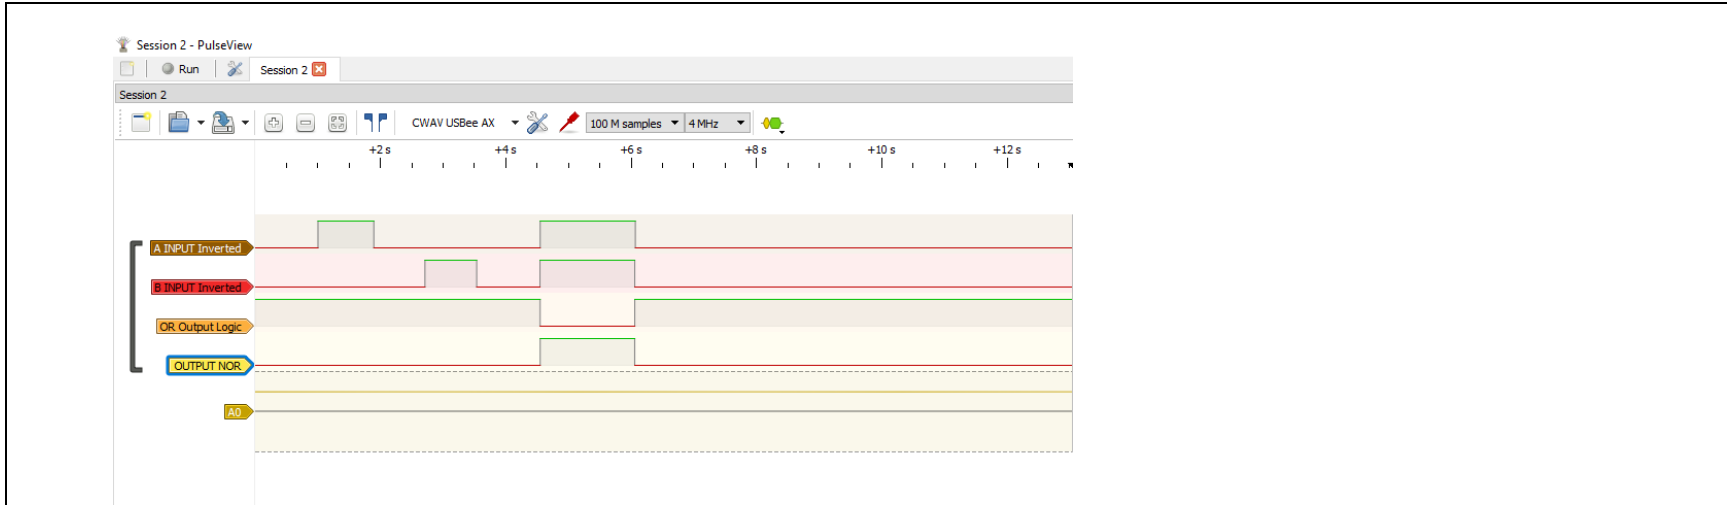 Session 2 - PulseView
Run Session 2
Session 2
CWAV USBee AX 100 M samples 4 MHz
+2 s +4 s +6 s +8 s +10 s +12 s
A INPUT Inverted
B INPUT Inverted
OR Output Logic
OUTPUT NOR
A0